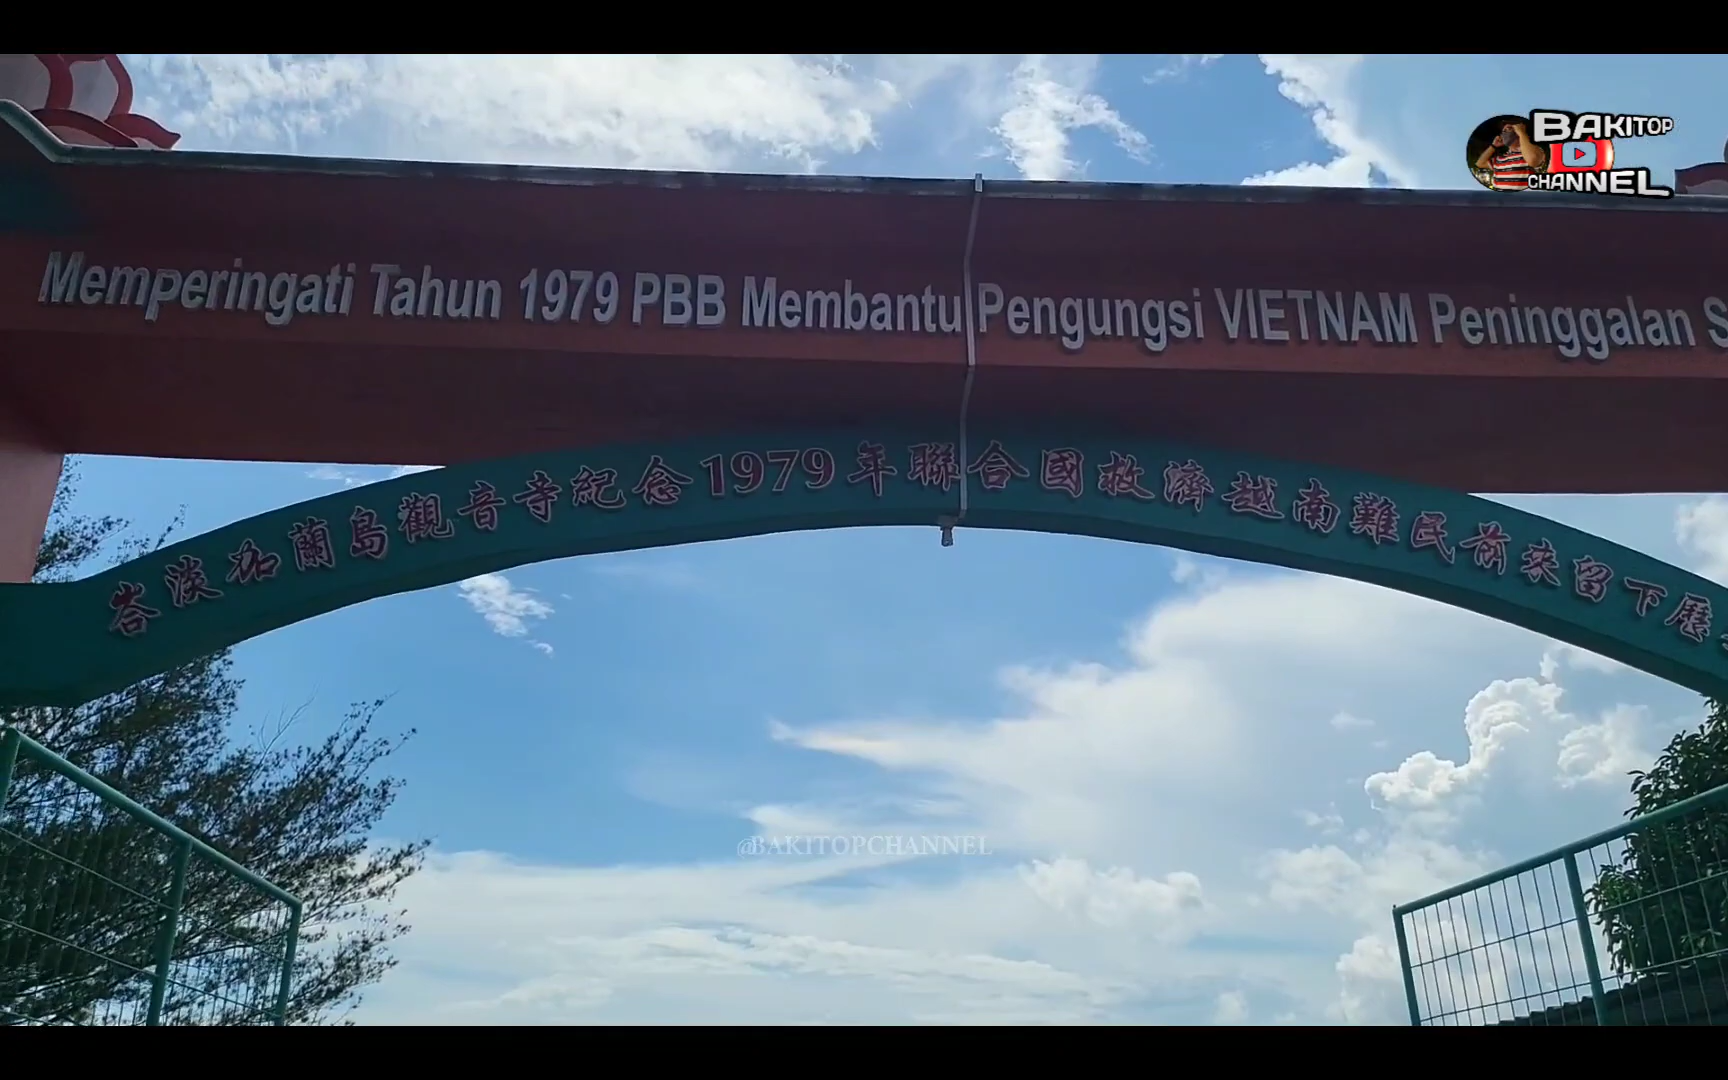 BAKITOP
CHANNEL
Memperingati Tahun 1979 PBB Membantu Pengungsi VIETNAM Peninggalan S
峇淡加蘭島觀音寺紀念1979年聯合國救濟越南難民前來留下歷
@BAKITOPCHANNEL